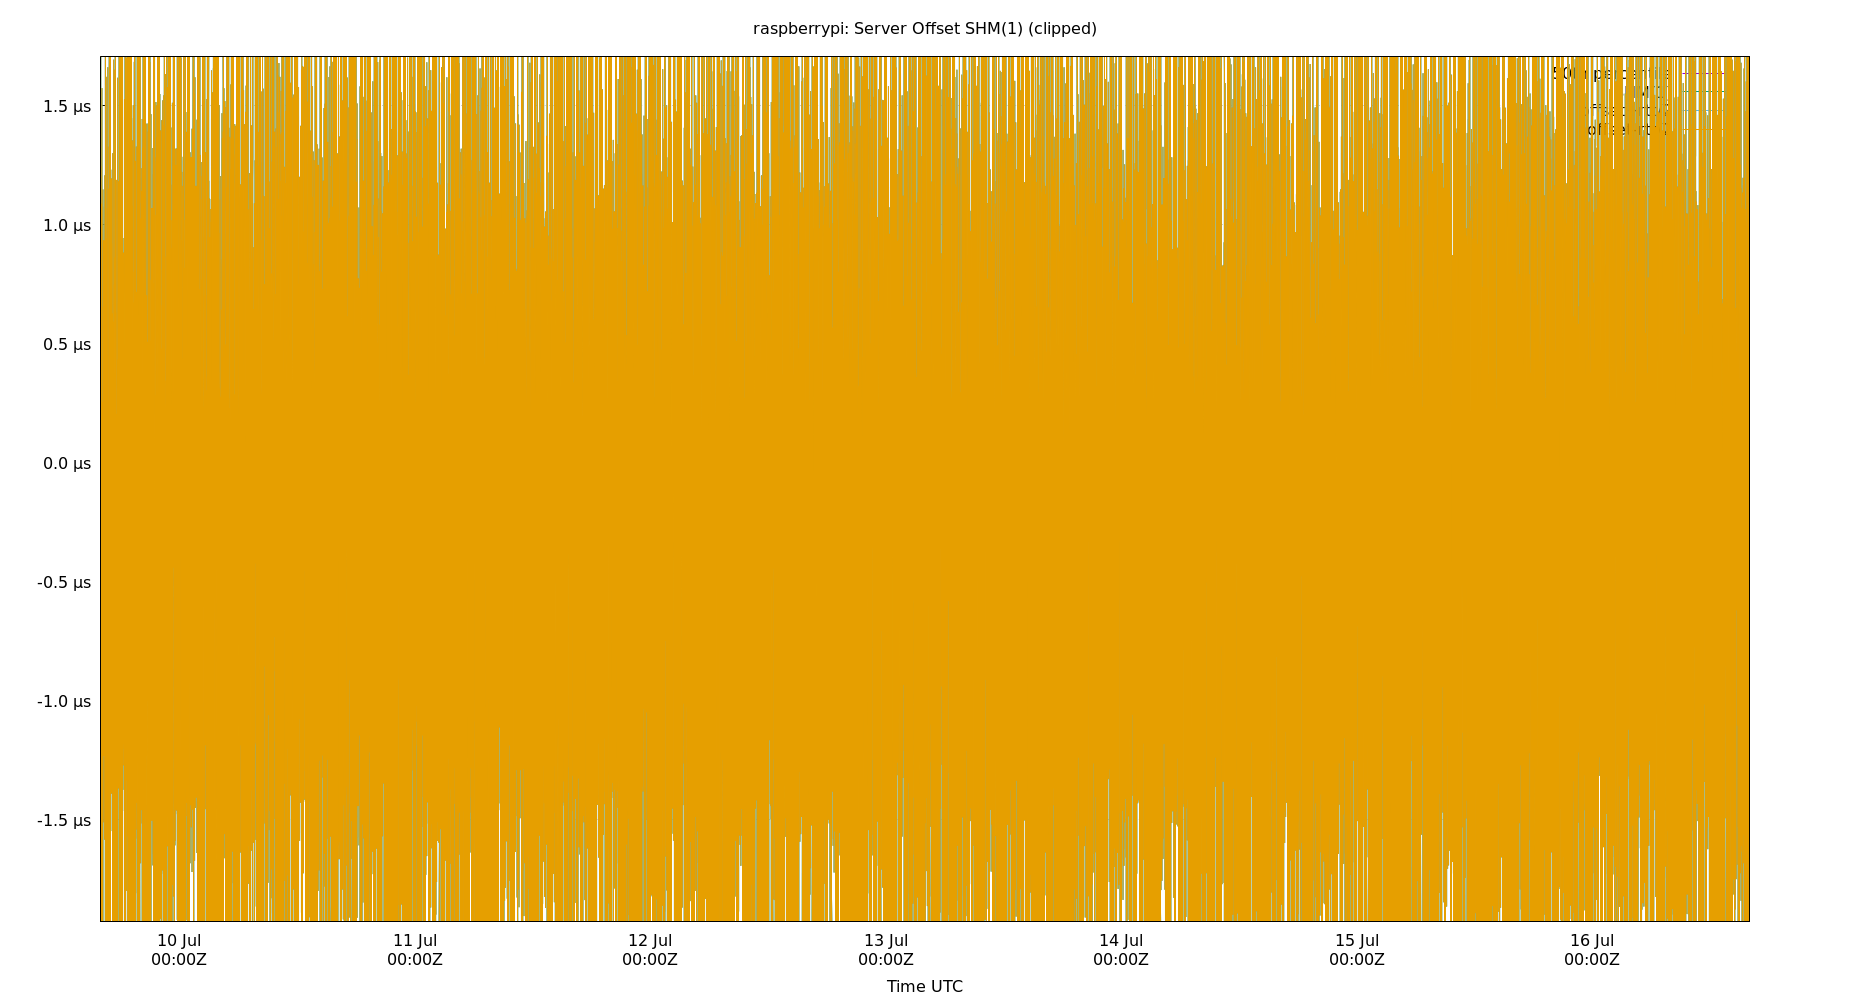 raspberrypi: Server Offset SHM(1) (clipped)
50th percentile
1.5 µs
1.0 µs
0.5 µs
0.0 µs
-0.5 µs
-1.0 µs
-1.5 µs
10 Jul 11 Jul 12 Jul 13 Jul 14 Jul 15 Jul 16 Jul
00:00Z 00:00Z 00:00Z 00:00Z 00:00Z 00:00Z 00:00Z
Time UTC